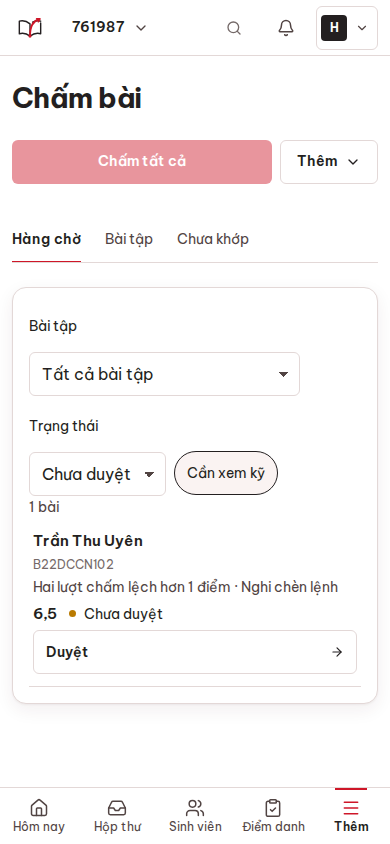 761987
H
Chấm bài
Chấm tất cả
Thêm
Hàng chờ
Bài tập
Chưa khớp
Bài tập
Tất cả bài tập
Trạng thái
Chưa duyệt
Cần xem kỹ
1 bài
Trần Thu Uyên
B22DCCN102
Hai lượt chấm lệch hơn 1 điểm · Nghi chèn lệnh
6,5 Chưa duyệt
Duyệt
Hôm nay
Hộp thư
Sinh viên
Điểm danh
Thêm